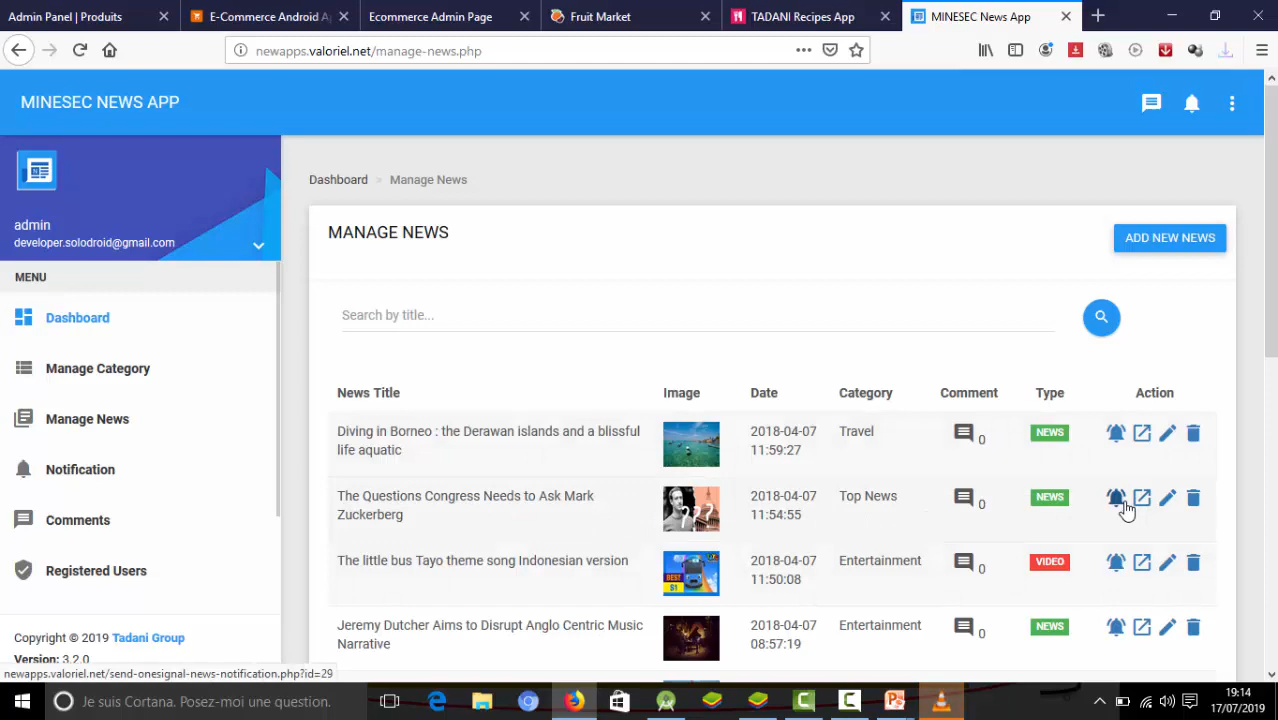 Admin Panel | Produits
E-Commerce Android A
Ecommerce Admin Page
Fruit Market
TADANI Recipes App
MINESEC News App
newapps.valoriel.net/manage-news.php
MINESEC NEWS APP
admin
developer.solodroid@gmail.com
MENU
Dashboard
Manage Category
Manage News
Notification
Comments
Registered Users
Copyright © 2019 Tadani Group
Version: 3.2.0
newapps.valoriel.net/send-onesignal-news-notification.php?id=29
Dashboard > Manage News
MANAGE NEWS
ADD NEW NEWS
Search by title...
News Title Image Date Category Comment Type Action
Diving in Borneo : the Derawan islands and a blissful 2018-04-07 Travel 0 NEWS
life aquatic 11:59:27
The Questions Congress Needs to Ask Mark 2018-04-07 Top News 0 NEWS
Zuckerberg ??? 11:54:55
The little bus Tayo theme song Indonesian version BEST 2018-04-07 Entertainment 0 VIDEO
11:50:08
Jeremy Dutcher Aims to Disrupt Anglo Centric Music 2018-04-07 Entertainment 0 NEWS
Narrative 08:57:19
Je suis Cortana. Posez-moi une question.
19:14
17/07/2019